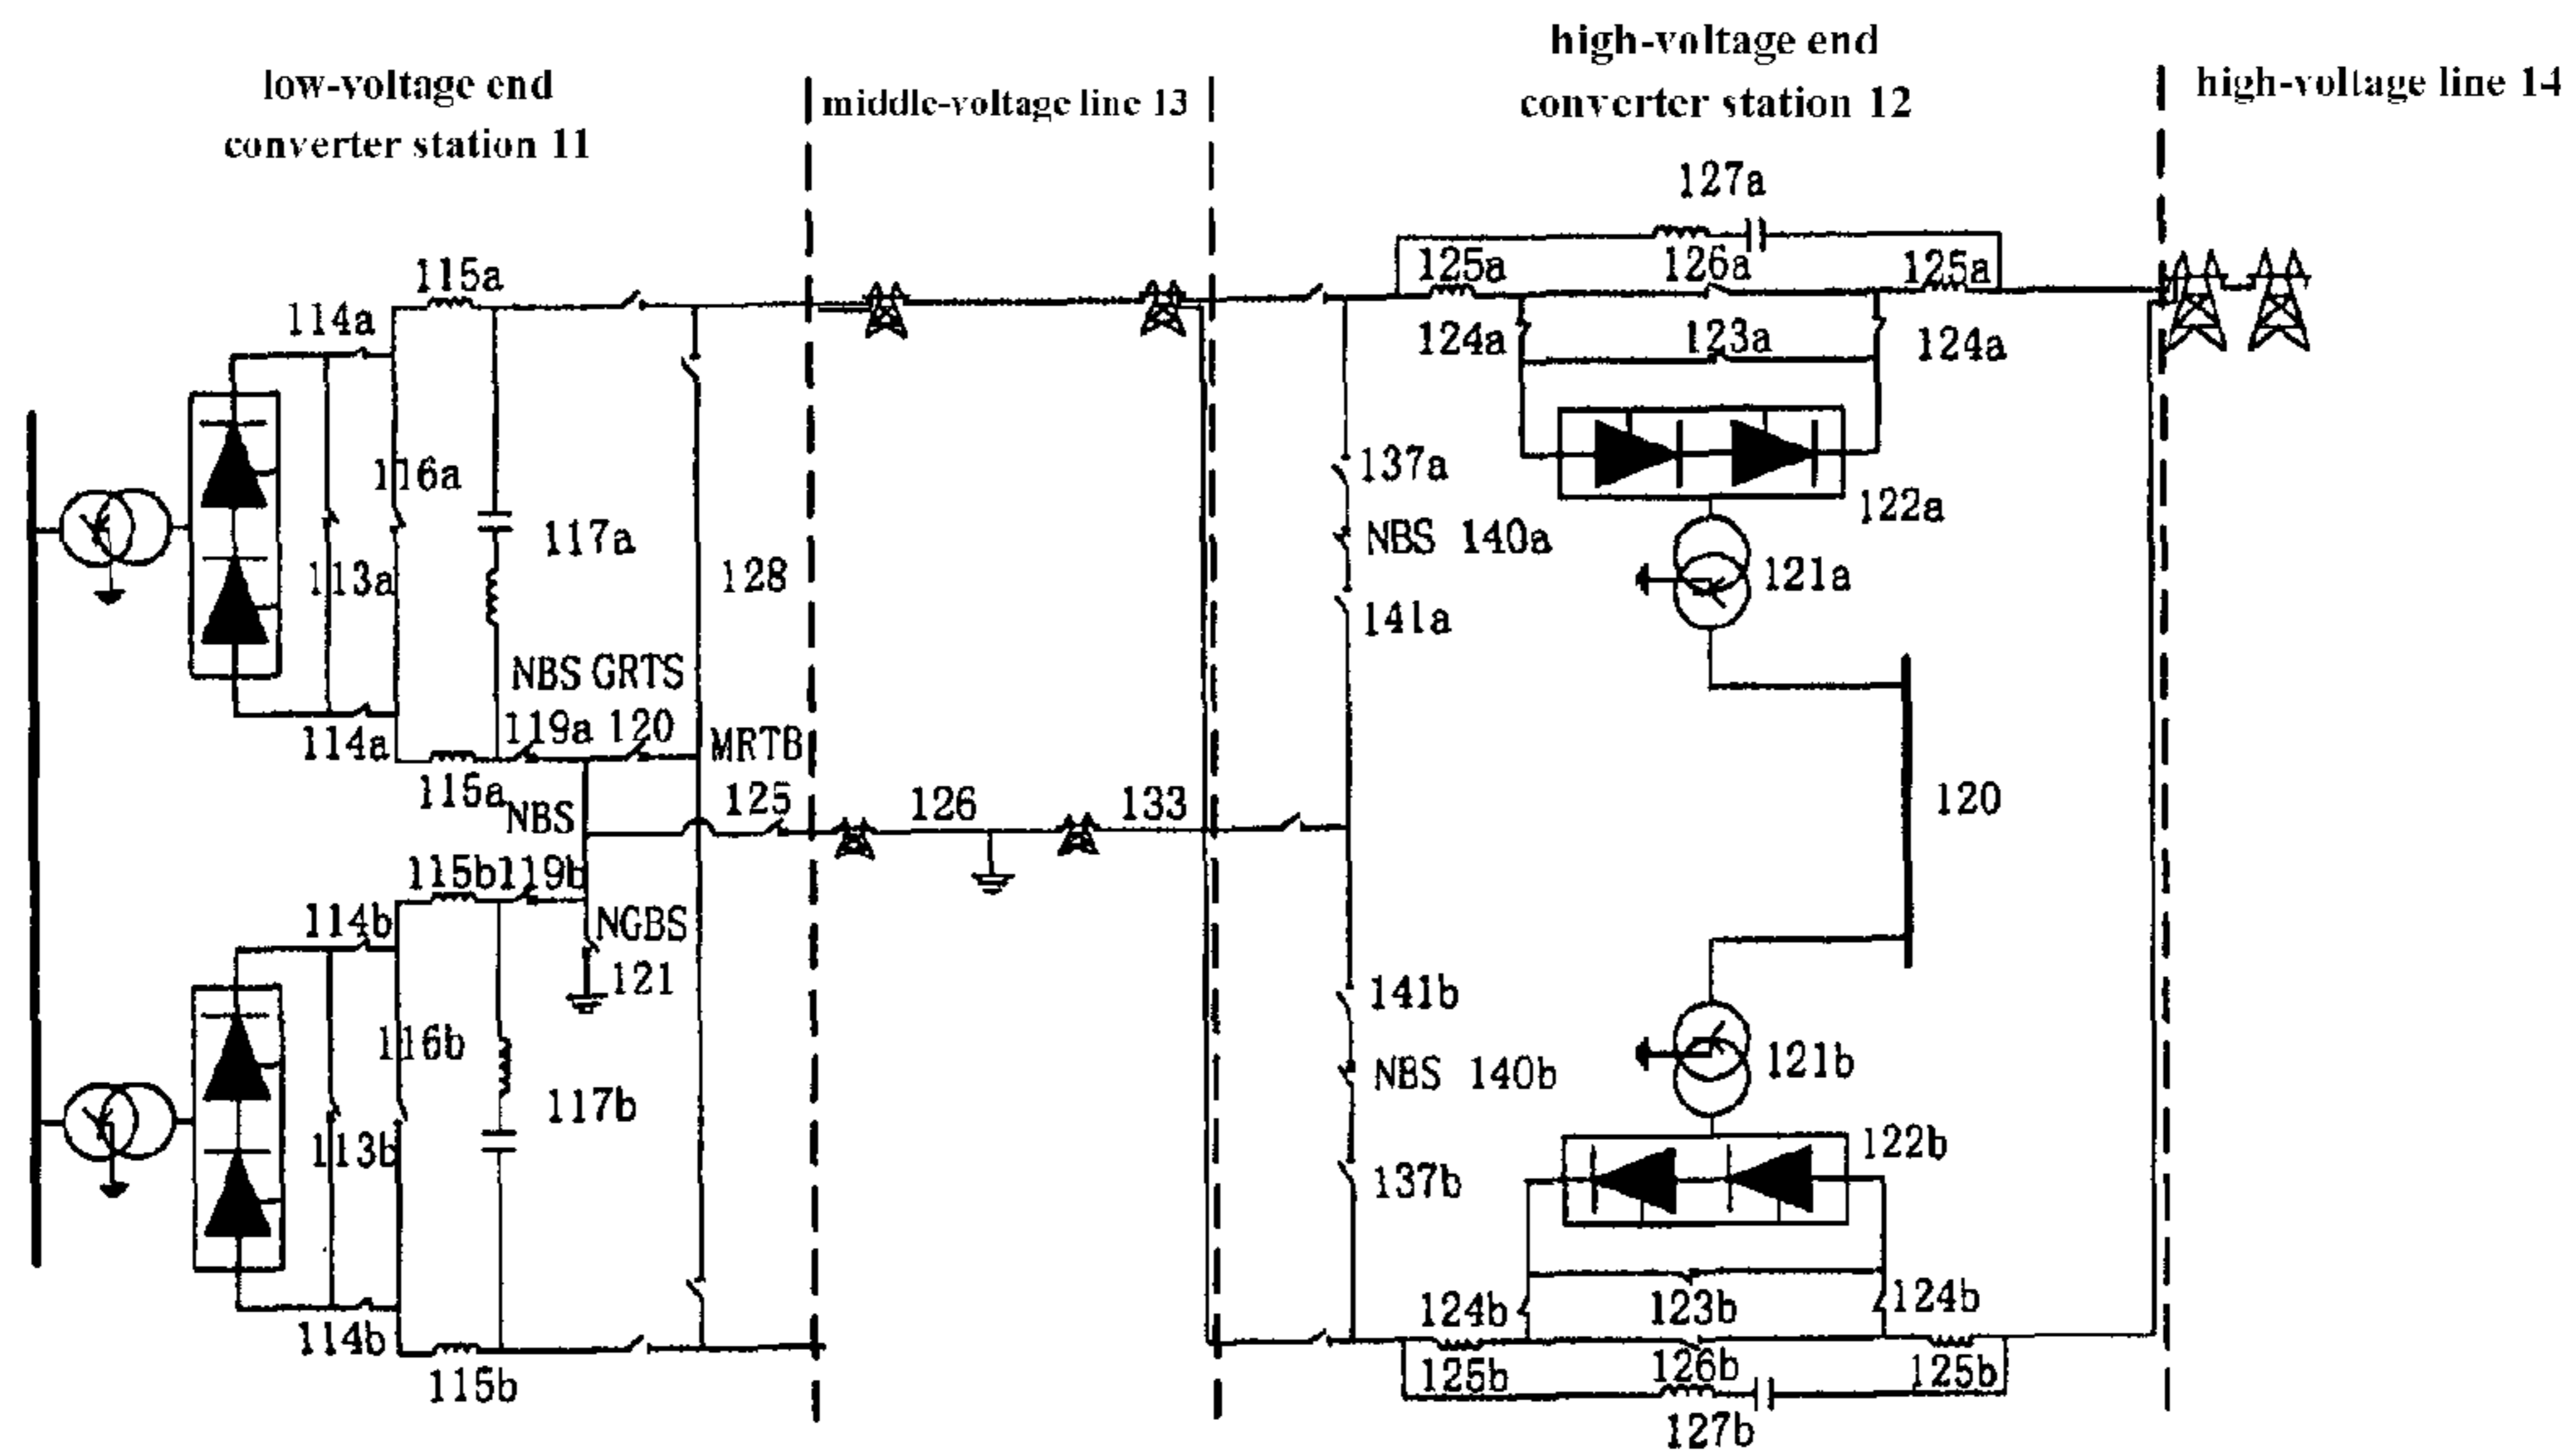 low-voltage end
converter station 11
middle-voltage line 13
high-voltage end
converter station 12
high-voltage line 14
127a
115a
125a
126a
125a
114a
124a
123a
124a
116a
137a
122a
117a
NBS 140a
113a
128
121a
141a
NBS GRTS
119a 120
114a
MRTB
115a
125
126
133
120
NBS
115b
119b
114b
NGBS
121
141b
116b
NBS 140b
121b
117b
122b
113b
137b
124b
123b
124b
114b
115b
125b
126b
125b
127b